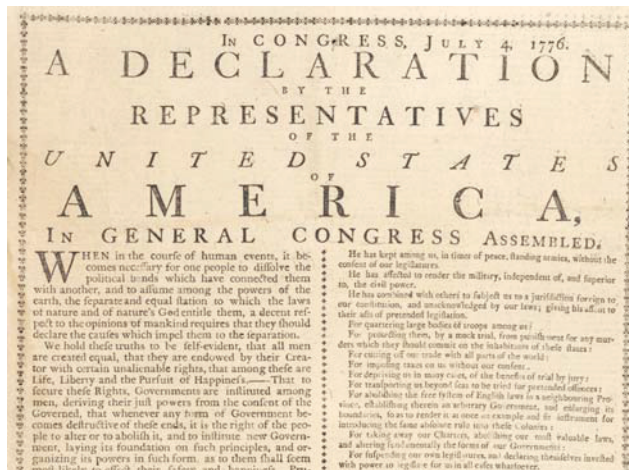 IN CONGRESS, JULY 4, 1776.
A DECLARATION
BY THE
REPRESENTATIVES
OF THE
UNITED STATES
OF
AMERICA,
IN GENERAL CONGRESS ASSEMBLED.
WHEN in the courſe of human events, it be-
comes neceſſary for one people to diſſolve the
political bands which have connected them
with another, and to aſſume among the powers of the
earth, the ſeparate and equal ſtation to which the laws
of nature and of nature's God entitle them, a decent reſ-
pect to the opinions of mankind requires that they ſhould
declare the cauſes which impel them to the ſeparation.
We hold theſe truths to be ſelf-evident, that all men
are created equal, that they are endowed by their Crea-
tor with certain unalienable rights, that among theſe are
Life, Liberty and the Purſuit of Happineſs.——That to
ſecure theſe Rights, Governments are inſtituted among
men, deriving their juſt powers from the conſent of the
Governed, that whenever any form of Government be-
comes deſtructive of theſe ends, it is the right of the peo-
ple to alter or to aboliſh it, and to inſtitute new Govern-
ment, laying its foundation on ſuch principles, and or-
ganizing its powers in ſuch form, as to them ſhall ſeem
moſt likely to effect their ſafety and happineſs.
He has kept among us, in times of peace, ſtanding armies, without the
conſent of our legiſlatures.
He has affected to render the military, independent of, and ſuperior
to, the civil power.
He has combined with others to ſubject us to a juriſdiction foreign to
our conſtitution, and unacknowledged by our laws; giving his aſſent to
their acts of pretended legiſlation.
For quartering large bodies of troops among us:
For protecting them, by a mock trial, from puniſhment for any mur-
ders which they ſhould commit on the inhabitants of theſe ſtates:
For cutting off our trade with all parts of the world:
For impoſing taxes on us without our conſent.
For depriving us in many caſes, of the benefits of trial by jury:
For tranſporting us beyond ſeas to be tried for pretended offences:
For aboliſhing the free ſyſtem of Engliſh laws in a neighbouring Pro-
vince, eſtabliſhing therein an arbitrary Government, and enlarging its
boundaries, ſo as to render it at once an example and fit inſtrument for
introducing the ſame abſolute rule into theſe Colonies:
For taking away our Charters, aboliſhing our moſt valuable laws,
and altering fundamentally the forms of our Governments:
For ſuſpending our own legiſlatures, and declaring themſelves inveſted
with power to legiſlate for us in all caſes whatſoever.